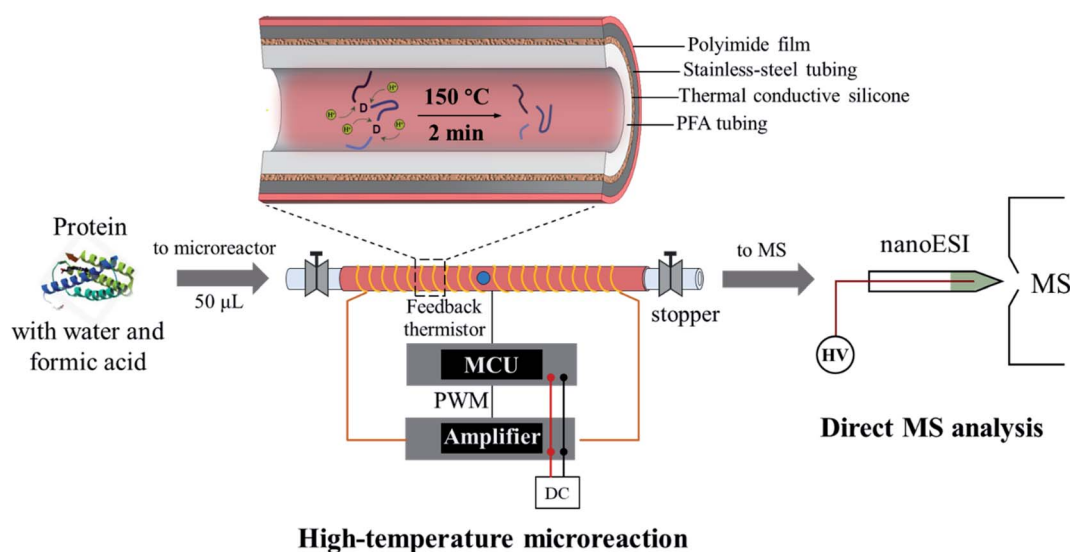 Polyimide film
Stainless-steel tubing
Thermal conductive silicone
PFA tubing
H⁺
H⁺
H⁺
H⁺
D
D
150 °C
2 min
Protein
with water and
formic acid
to microreactor
50 μL
Feedback
thermistor
MCU
PWM
Amplifier
DC
stopper
to MS
nanoESI
MS
HV
Direct MS analysis
High-temperature microreaction